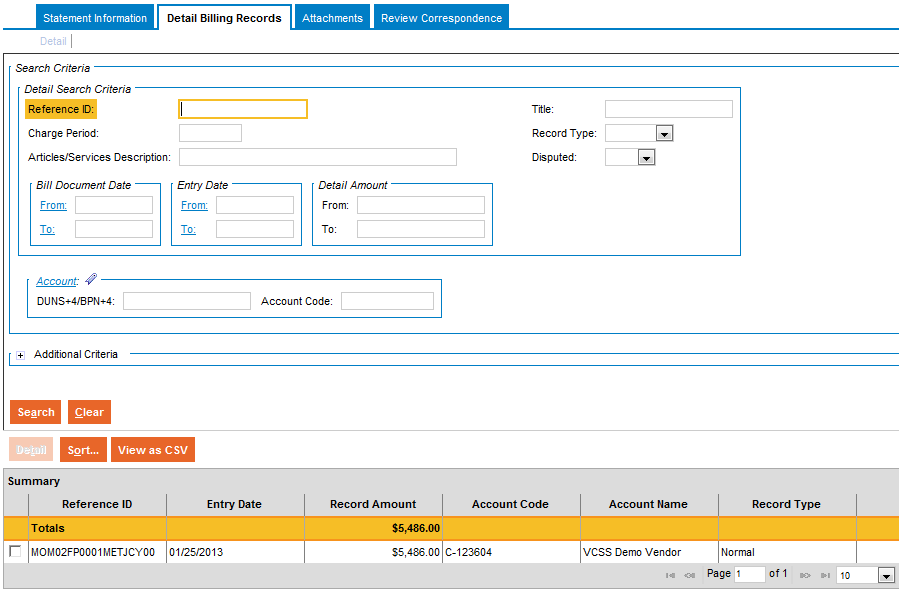 Statement Information Detail Billing Records Attachments Review Correspondence
Detail
Search Criteria
Detail Search Criteria
Reference ID: Title:
Charge Period: Record Type:
Articles/Services Description: Disputed:
Bill Document Date Entry Date Detail Amount
From: From: From:
To: To: To:
Account:
DUNS+4/BPN+4: Account Code:
+ Additional Criteria
Search Clear
Detail Sort... View as CSV
Summary
Reference ID Entry Date Record Amount Account Code Account Name Record Type
Totals $5,486.00
MOM02FP0001METJCY00 01/25/2013 $5,486.00 C-123604 VCSS Demo Vendor Normal
Page 1 of 1 10